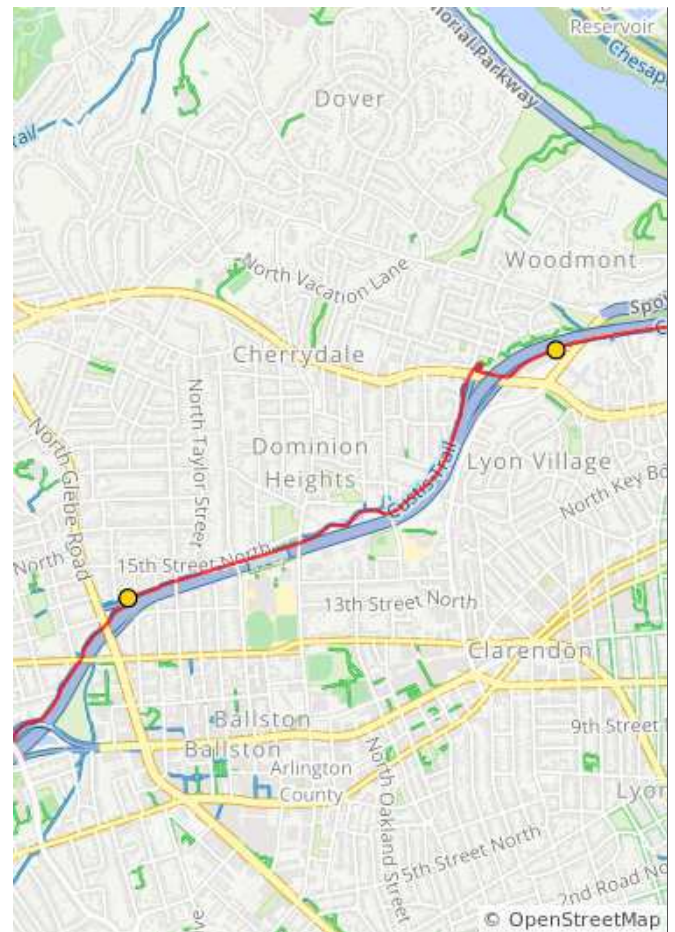 Reservoir
Chesap
orial Parkway
Dover
ail
Woodmont
North Vacation Lane
Spo
C
Cherrydale
North Taylor Street
Dominion
Heights
Custis Trail
Lyon Village
North Glebe Road
North Key Bo
15th Street North
North
13th Street North
Clarendon
Ballston
9th Street
Ballston
Arlington
County
North Oakland Street
Lyon
5th Street North
2nd Road No
Ve
© OpenStreetMap